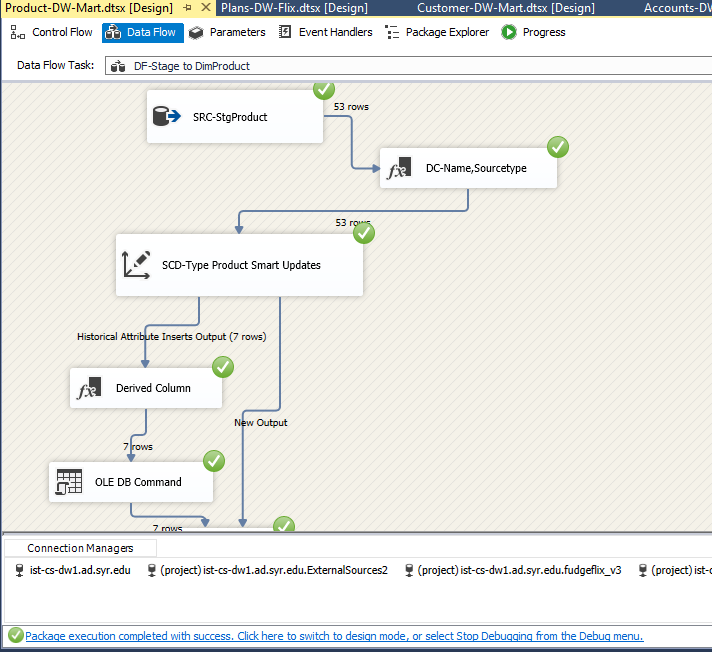 Product-DW-Mart.dtsx [Design] Plans-DW-Flix.dtsx [Design] Customer-DW-Mart.dtsx [Design] Accounts-DW
Control Flow Data Flow Parameters Event Handlers Package Explorer Progress
Data Flow Task: DF-Stage to DimProduct
SRC-StgProduct
53 rows
DC-Name,Sourcetype
53 rows
SCD-Type Product Smart Updates
Historical Attribute Inserts Output (7 rows)
Derived Column
New Output
7 rows
OLE DB Command
7 rows
Connection Managers
ist-cs-dw1.ad.syr.edu (project) ist-cs-dw1.ad.syr.edu.ExternalSources2 (project) ist-cs-dw1.ad.syr.edu.fudgeflix_v3 (project) ist-c
Package execution completed with success. Click here to switch to design mode, or select Stop Debugging from the Debug menu.